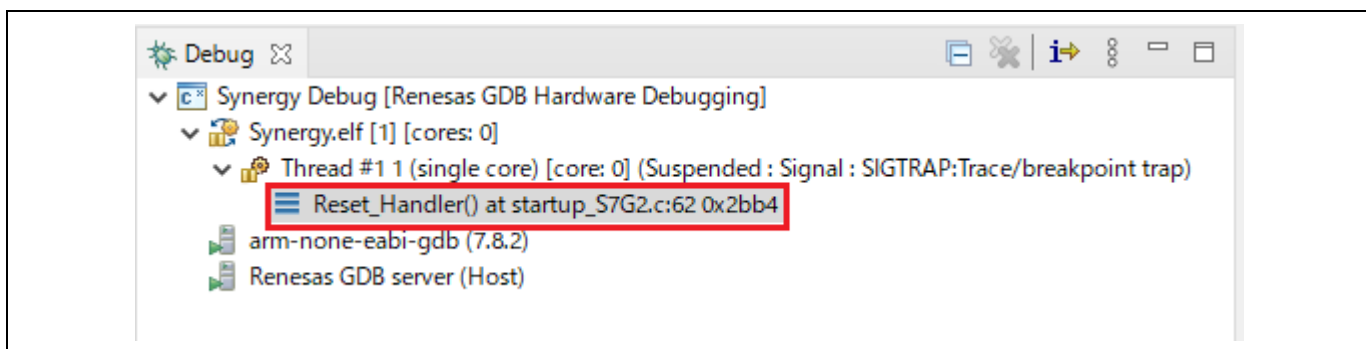 Debug
Synergy Debug [Renesas GDB Hardware Debugging]
Synergy.elf [1] [cores: 0]
Thread #1 1 (single core) [core: 0] (Suspended : Signal : SIGTRAP:Trace/breakpoint trap)
Reset_Handler() at startup_S7G2.c:62 0x2bb4
arm-none-eabi-gdb (7.8.2)
Renesas GDB server (Host)